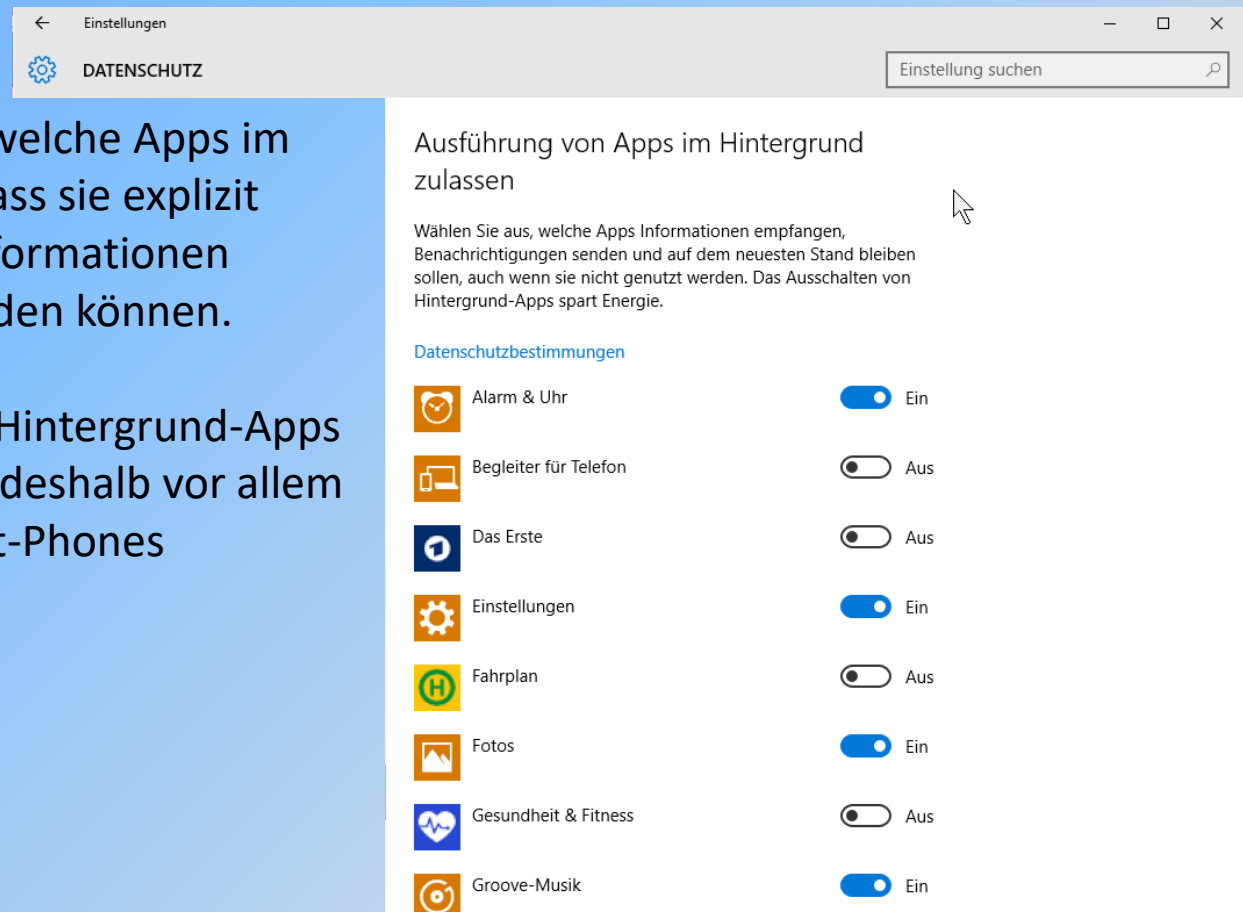 Einstellungen
DATENSCHUTZ
Einstellung suchen
welche Apps im
ass sie explizit
formationen
den können.
Hintergrund-Apps
deshalb vor allem
t-Phones
Ausführung von Apps im Hintergrund
zulassen
Wählen Sie aus, welche Apps Informationen empfangen,
Benachrichtigungen senden und auf dem neuesten Stand bleiben
sollen, auch wenn sie nicht genutzt werden. Das Ausschalten von
Hintergrund-Apps spart Energie.
Datenschutzbestimmungen
Alarm & Uhr Ein
Begleiter für Telefon Aus
Das Erste Aus
Einstellungen Ein
H Fahrplan Aus
Fotos Ein
Gesundheit & Fitness Aus
Groove-Musik Ein